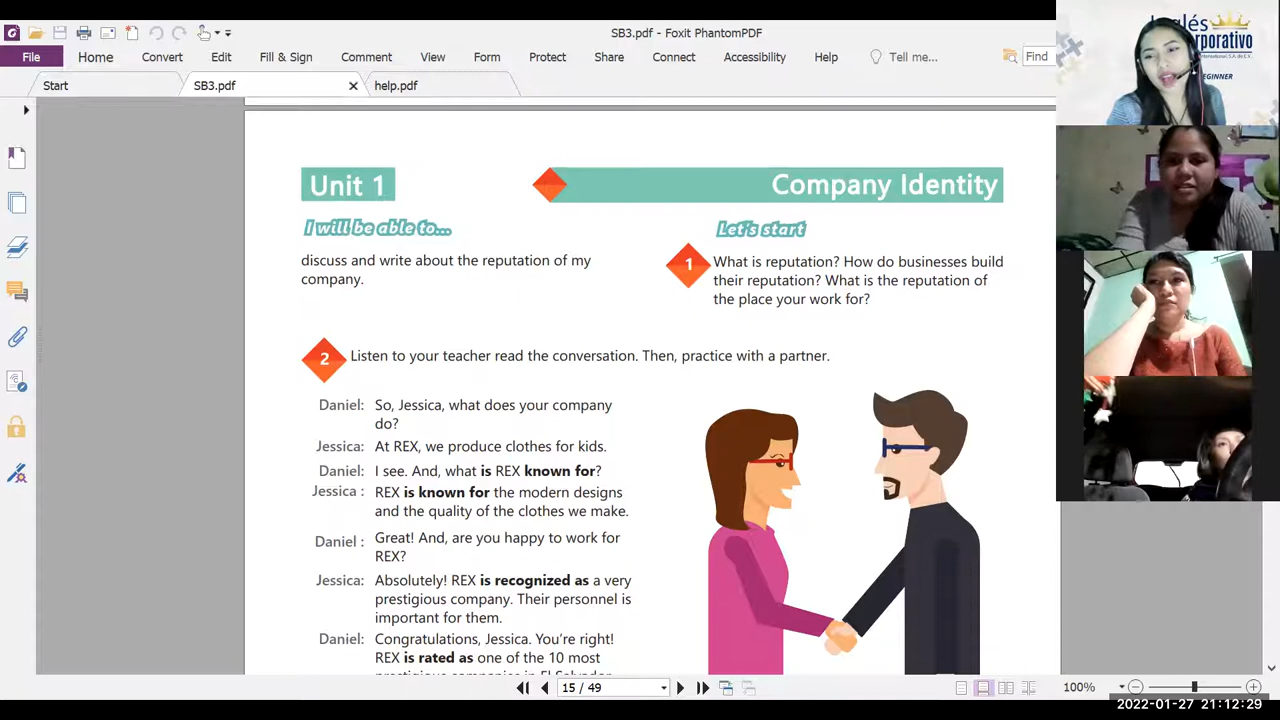 SB3.pdf - Foxit PhantomPDF
File Home Convert Edit Fill & Sign Comment View Form Protect Share Connect Accessibility Help Tell me... Find
Start SB3.pdf help.pdf
Inglés
orporativo
EGINNER
Unit 1
Company Identity
I will be able to...
discuss and write about the reputation of my
company.
Let's start
1 What is reputation? How do businesses build
their reputation? What is the reputation of
the place your work for?
2 Listen to your teacher read the conversation. Then, practice with a partner.
Daniel: So, Jessica, what does your company
do?
Jessica: At REX, we produce clothes for kids.
Daniel: I see. And, what is REX known for?
Jessica : REX is known for the modern designs
and the quality of the clothes we make.
Daniel : Great! And, are you happy to work for
REX?
Jessica: Absolutely! REX is recognized as a very
prestigious company. Their personnel is
important for them.
Daniel: Congratulations, Jessica. You're right!
REX is rated as one of the 10 most
prestigious companies in El Salvador
15 / 49
100%
2022-01-27 21:12:29